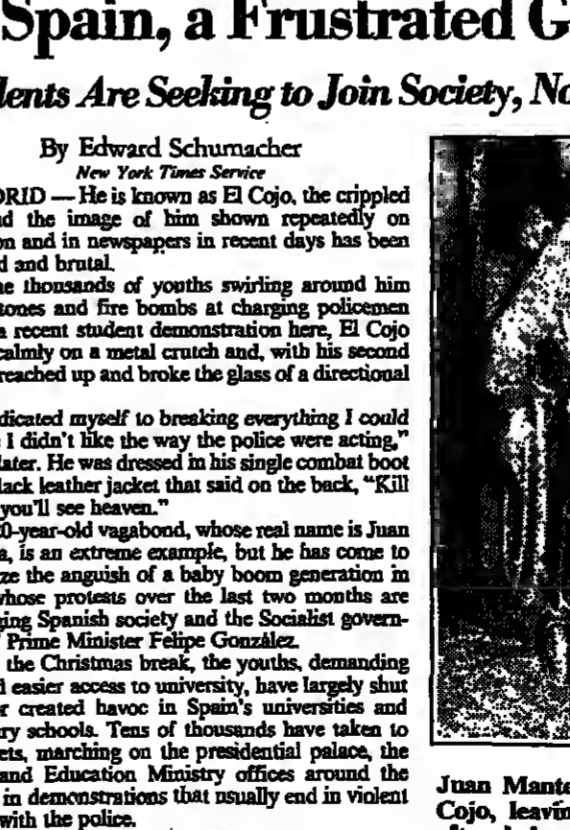 Spain, a Frustrated G
lents Are Seeking to Join Society, No
By Edward Schumacher
New York Times Service
DRID — He is known as El Cojo, the crippled
d the image of him shown repeatedly on
on and in newspapers in recent days has been
d and brutal.
ne thousands of youths swirling around him
tones and fire bombs at charging policemen
a recent student demonstration here, El Cojo
calmly on a metal crutch and, with his second
reached up and broke the glass of a directional
dicated myself to breaking everything I could
I didn't like the way the police were acting,"
later. He was dressed in his single combat boot
lack leather jacket that said on the back, "Kill
you'll see heaven."
0-year-old vagabond, whose real name is Juan
a, is an extreme example, but he has come to
ze the anguish of a baby boom generation in
whose protests over the last two months are
ging Spanish society and the Socialist govern-
Prime Minister Felipe González.
the Christmas break, the youths, demanding
d easier access to university, have largely shut
r created havoc in Spain's universities and
ry schools. Tens of thousands have taken to
ets, marching on the presidential palace, the
and Education Ministry offices around the
in demonstrations that usually end in violent
with the police.
Juan Mante
Cojo, leavin